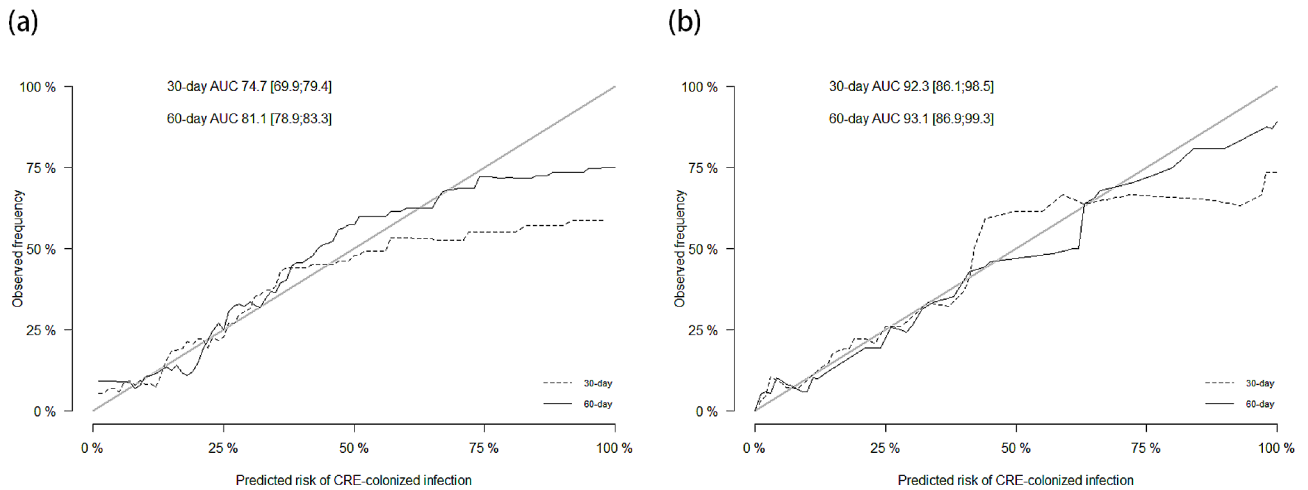 (a)
30-day AUC 74.7 [69.9;79.4]
60-day AUC 81.1 [78.9;83.3]
100 %
75 %
50 %
25 %
0 %
Observed frequency
30-day
60-day
0 %
25 %
50 %
75 %
100 %
Predicted risk of CRE-colonized infection
(b)
30-day AUC 92.3 [86.1;98.5]
60-day AUC 93.1 [86.9;99.3]
100 %
75 %
50 %
25 %
0 %
Observed frequency
30-day
60-day
0 %
25 %
50 %
75 %
100 %
Predicted risk of CRE-colonized infection